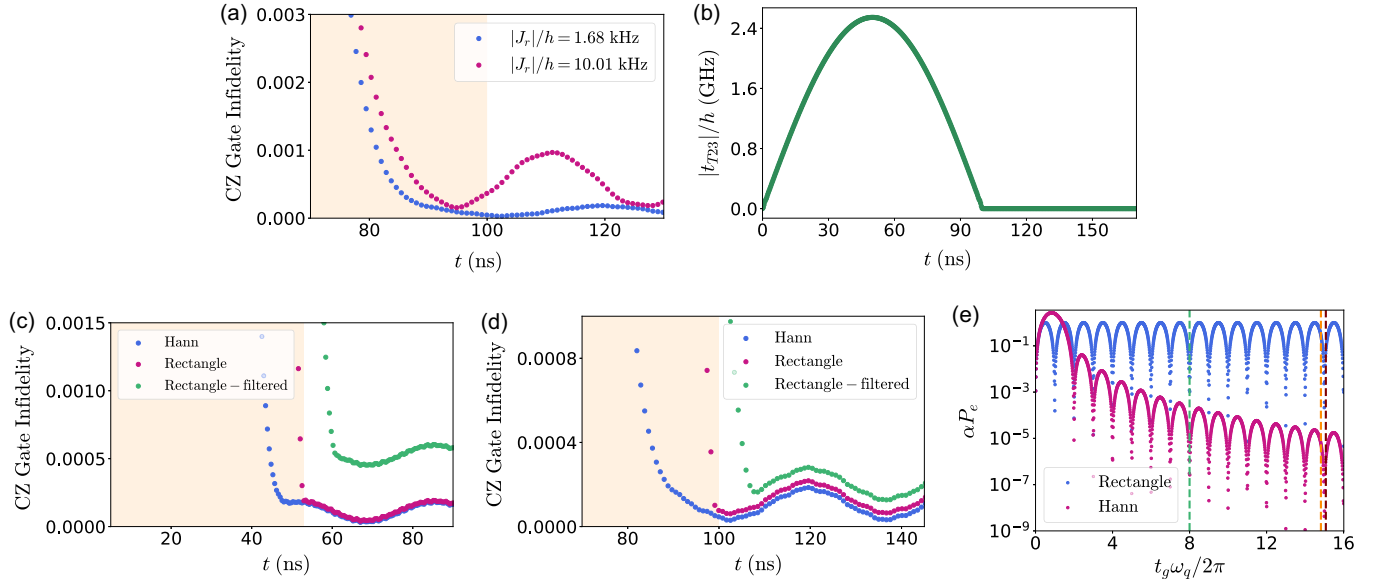 (a)
CZ Gate Infidelity
0.003
0.002
0.001
0.000
|J_r|/h = 1.68 kHz
|J_r|/h = 10.01 kHz
80
100
120
t (ns)
(b)
|t_{T23}|/h (GHz)
2.4
1.6
0.8
0.0
0
30
60
90
120
150
t (ns)
(c)
CZ Gate Infidelity
0.0015
0.0010
0.0005
0.0000
Hann
Rectangle
Rectangle − filtered
20
40
60
80
t (ns)
(d)
CZ Gate Infidelity
0.0008
0.0004
0.0000
Hann
Rectangle
Rectangle − filtered
80
100
120
140
t (ns)
(e)
αP_e
10⁻¹
10⁻³
10⁻⁵
10⁻⁷
10⁻⁹
Rectangle
Hann
0
4
8
12
16
t_gω_q/2π